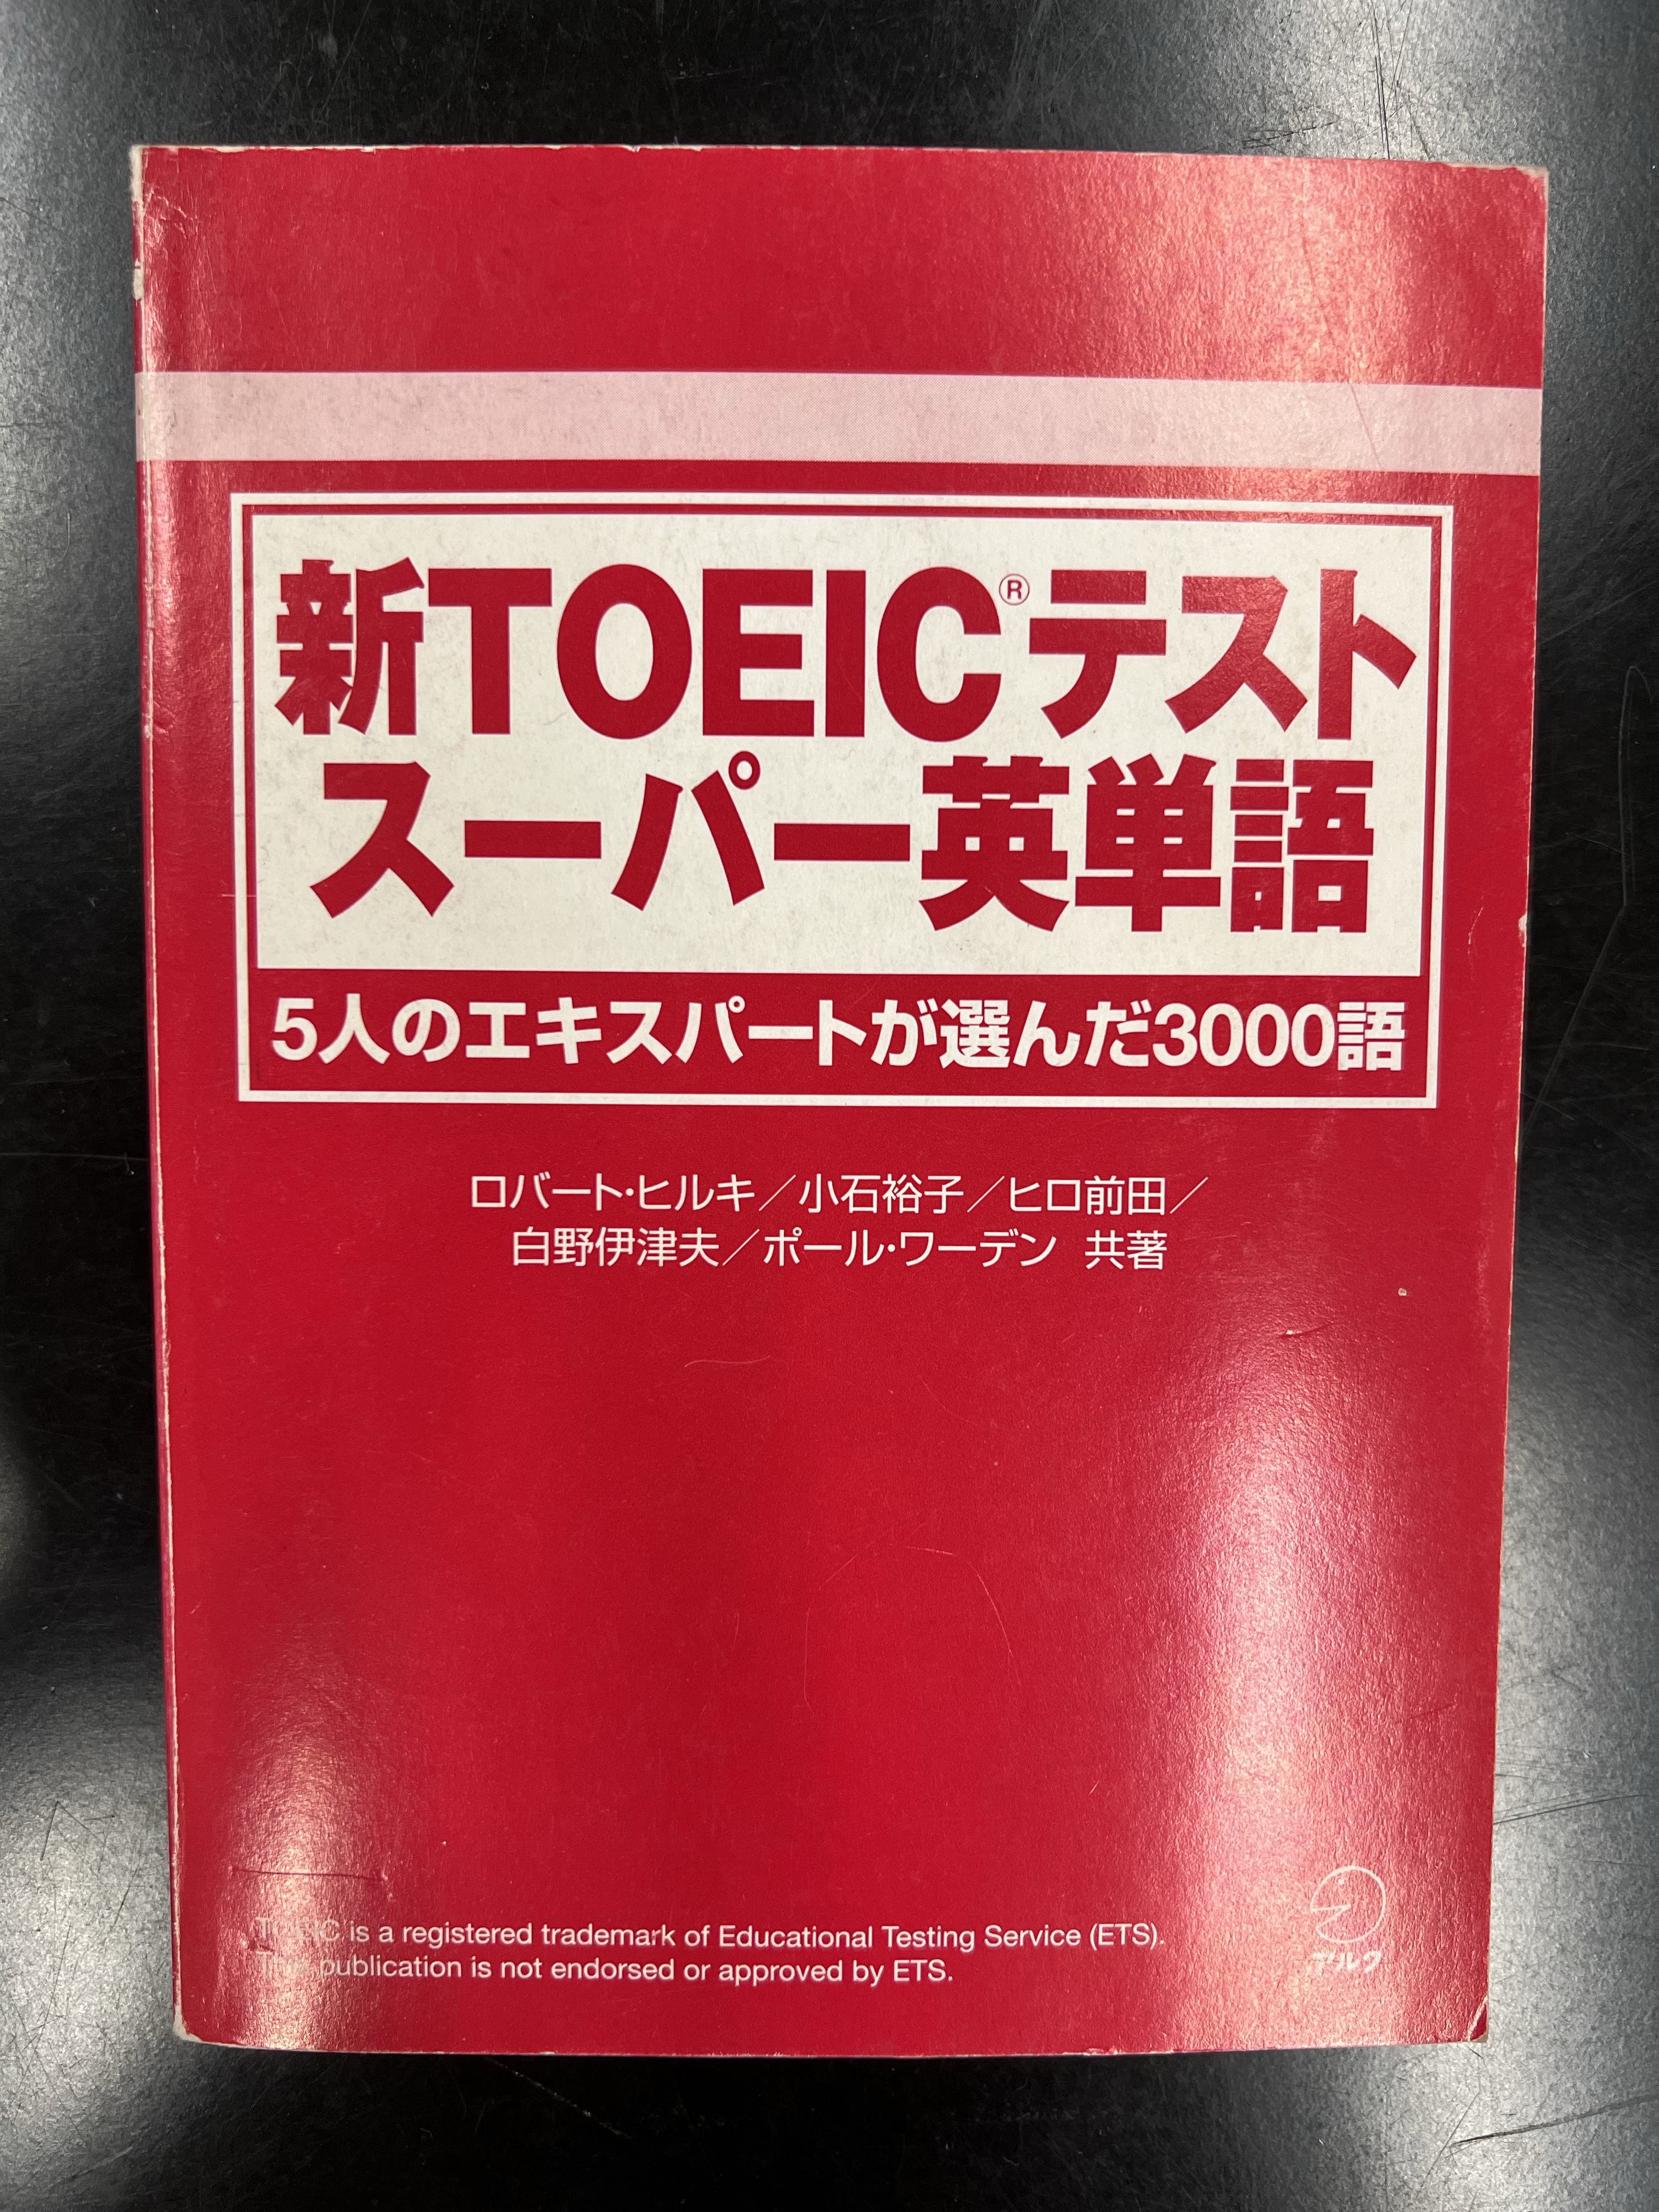 新TOEIC®テスト
スーパー英単語
5人のエキスパートが選んだ3000語
ロバート・ヒルキ／小石裕子／ヒロ前田／
白野伊津夫／ポール・ワーデン 共著
TOEIC is a registered trademark of Educational Testing Service (ETS).
This publication is not endorsed or approved by ETS.
アルク